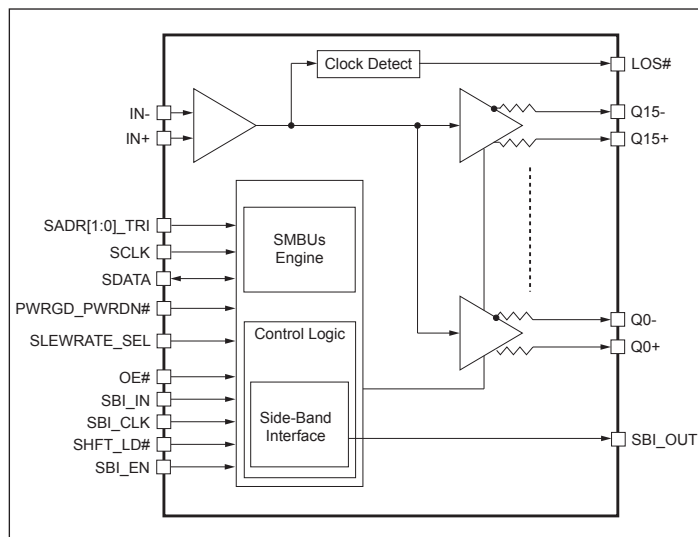 Clock Detect
LOS#
IN-
IN+
Q15-
Q15+
SADR[1:0]_TRI
SCLK
SDATA
PWRGD_PWRDN#
SLEWRATE_SEL
OE#
SBI_IN
SBI_CLK
SHFT_LD#
SBI_EN
SMBUs
Engine
Control Logic
Side-Band
Interface
Q0-
Q0+
SBI_OUT